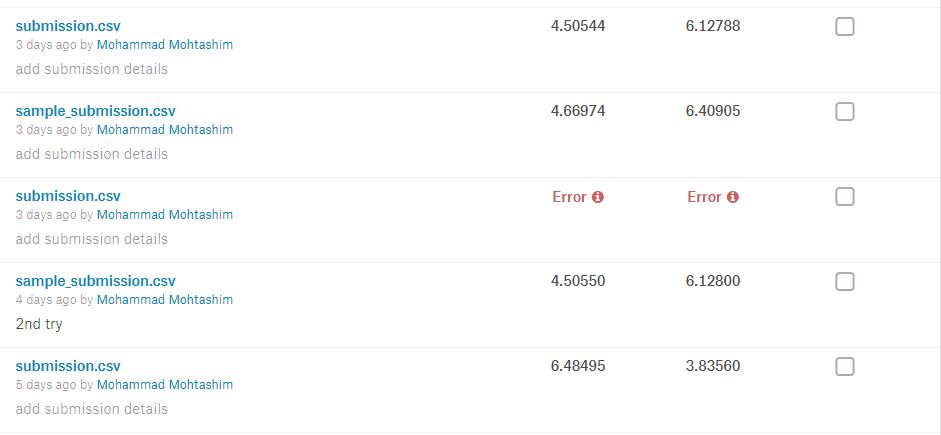 submission.csv 4.50544 6.12788
3 days ago by Mohammad Mohtashim
add submission details
sample_submission.csv 4.66974 6.40905
3 days ago by Mohammad Mohtashim
add submission details
submission.csv Error Error
3 days ago by Mohammad Mohtashim
add submission details
sample_submission.csv 4.50550 6.12800
4 days ago by Mohammad Mohtashim
2nd try
submission.csv 6.48495 3.83560
5 days ago by Mohammad Mohtashim
add submission details